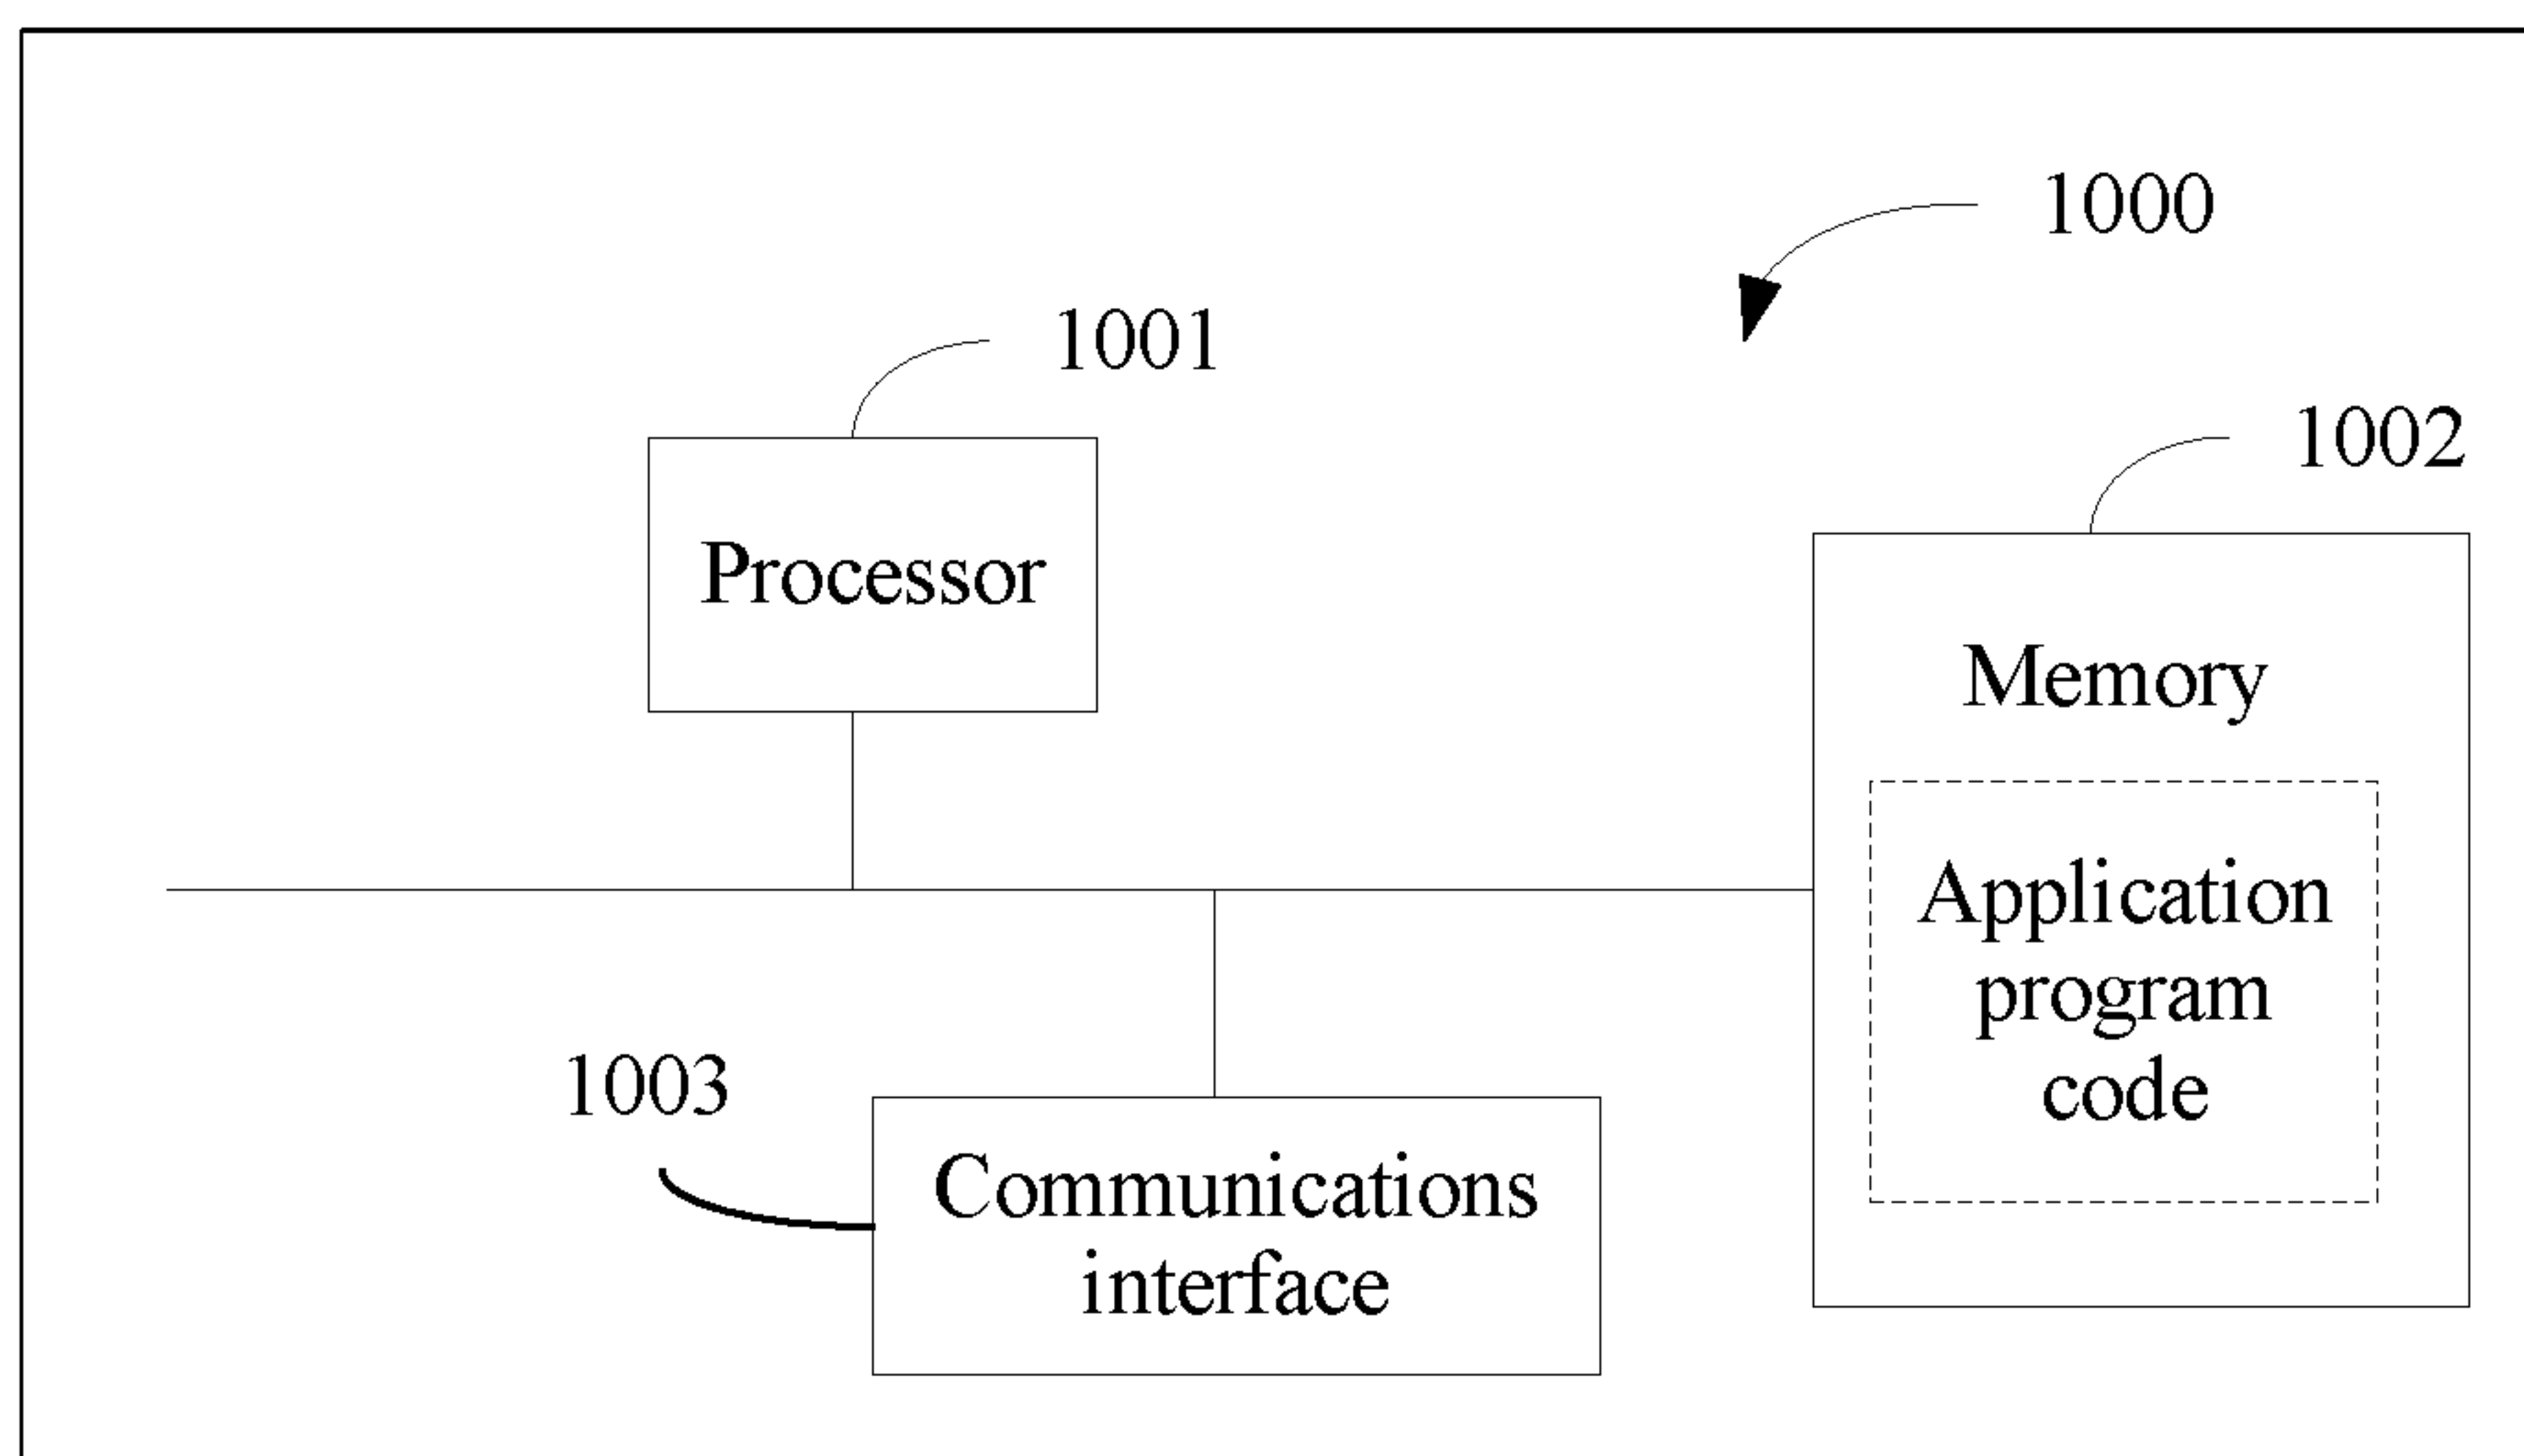 1000
1001
1002
Processor
Memory
Application
program
code
1003
Communications
interface